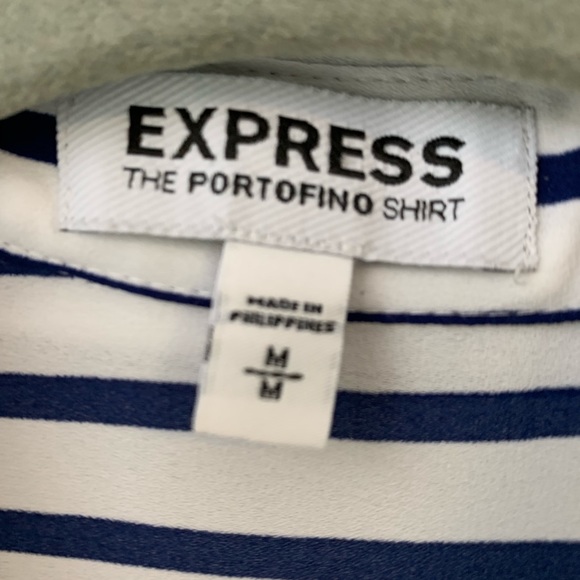 EXPRESS
THE PORTOFINO SHIRT
MADE IN
PHILIPPINES
M
M